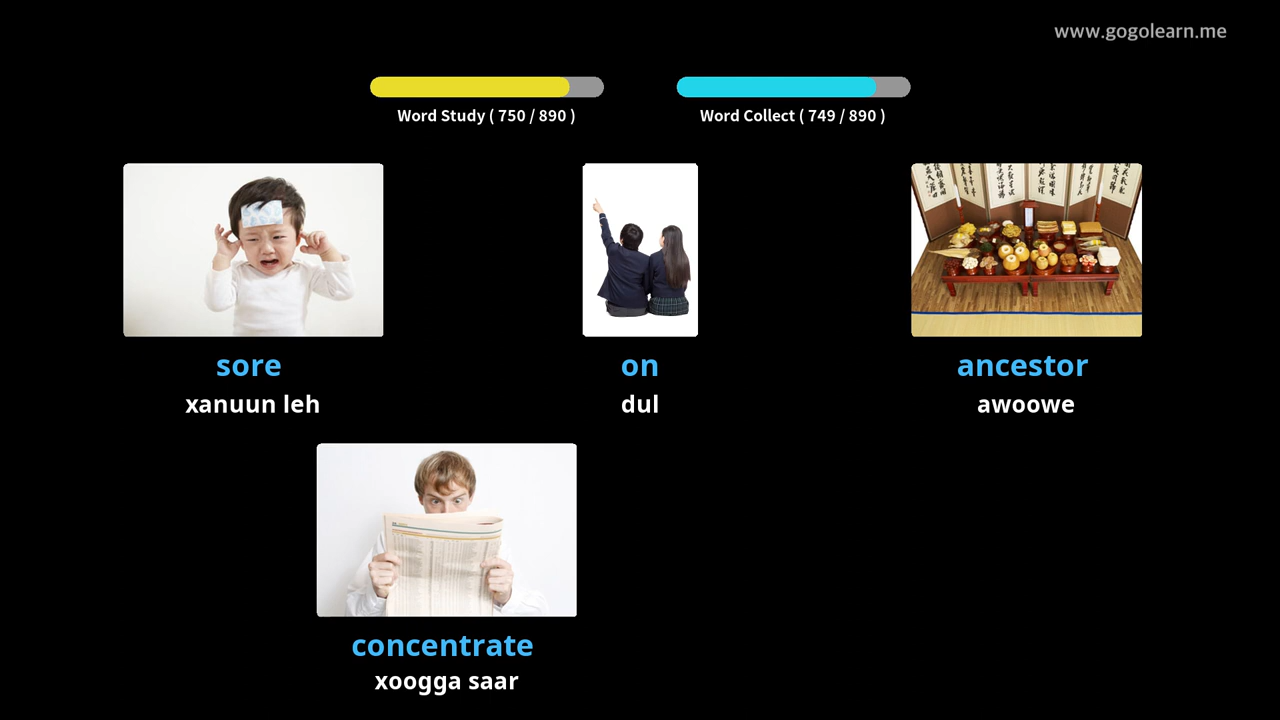 www.gogolearn.me
Word Study ( 750 / 890 )
Word Collect ( 749 / 890 )
sore
xanuun leh
on
dul
ancestor
awoowe
concentrate
xoogga saar